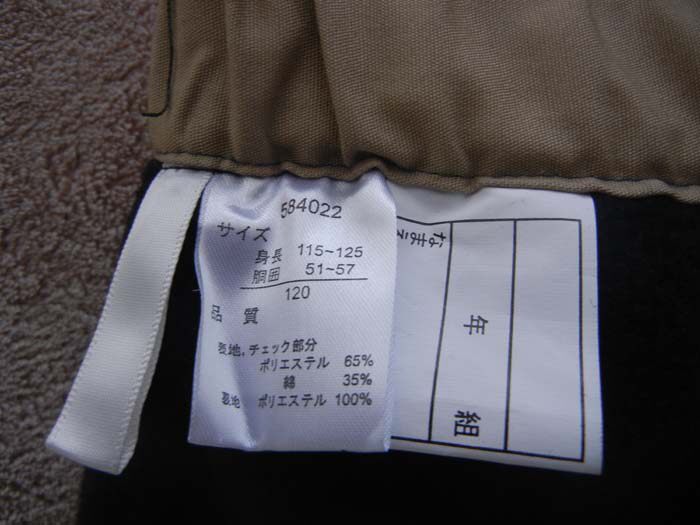 584022
サイズ
身長 115~125
胴囲 51~57
120
品質
表地、チェック部分
ポリエステル 65%
綿 35%
裏地 ポリエステル 100%
なまえ
年
組